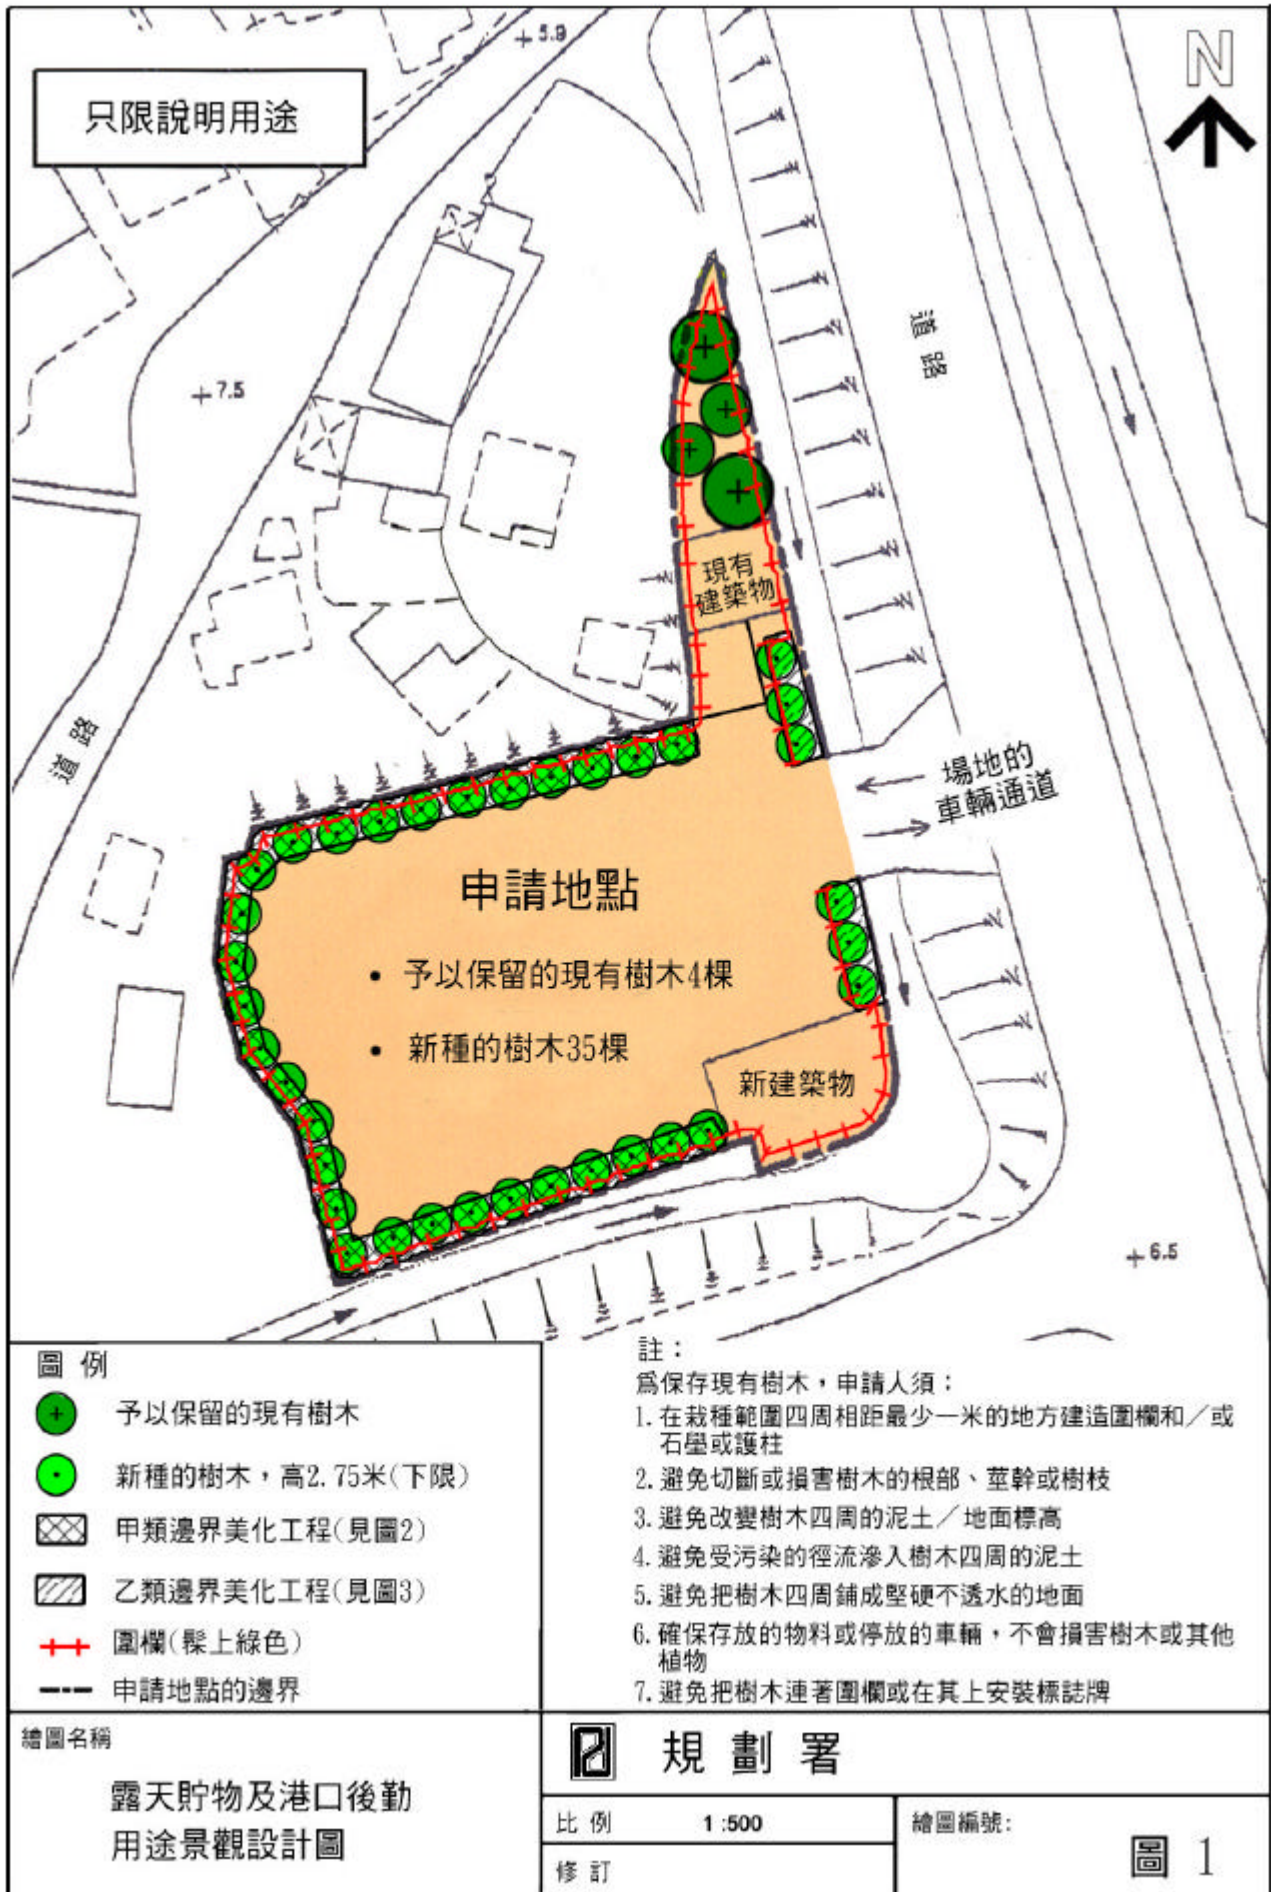 只限說明用途
N
+5.9
+7.5
道路
道路
現有
建築物
場地的
車輛通道
申請地點
• 予以保留的現有樹木4棵
• 新種的樹木35棵
新建築物
+6.5
圖例
予以保留的現有樹木
新種的樹木，高2.75米(下限)
甲類邊界美化工程(見圖2)
乙類邊界美化工程(見圖3)
圍欄(髹上綠色)
申請地點的邊界
註：
為保存現有樹木，申請人須：
1. 在栽種範圍四周相距最少一米的地方建造圍欄和／或
石壆或護柱
2. 避免切斷或損害樹木的根部、莖幹或樹枝
3. 避免改變樹木四周的泥土／地面標高
4. 避免受污染的徑流滲入樹木四周的泥土
5. 避免把樹木四周鋪成堅硬不透水的地面
6. 確保存放的物料或停放的車輛，不會損害樹木或其他
植物
7. 避免把樹木連著圍欄或在其上安裝標誌牌
繪圖名稱
露天貯物及港口後勤
用途景觀設計圖
規劃署
比例 1:500
修訂
繪圖編號:
圖 1